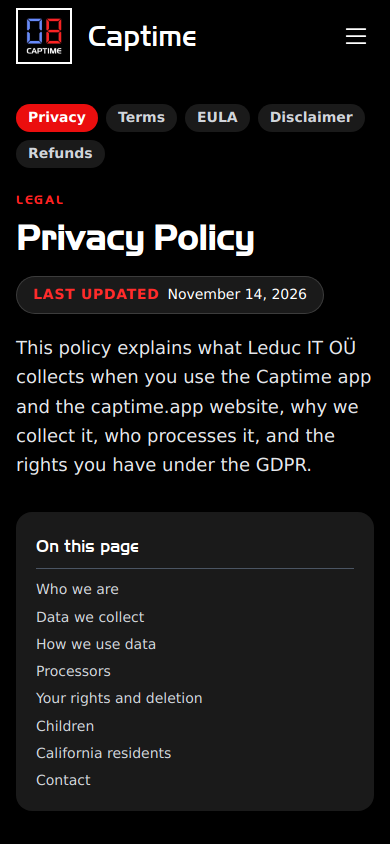 08
CAPTIME
Captime
Privacy
Terms
EULA
Disclaimer
Refunds
LEGAL
Privacy Policy
LAST UPDATED November 14, 2026
This policy explains what Leduc IT OÜ
collects when you use the Captime app
and the captime.app website, why we
collect it, who processes it, and the
rights you have under the GDPR.
On this page
Who we are
Data we collect
How we use data
Processors
Your rights and deletion
Children
California residents
Contact